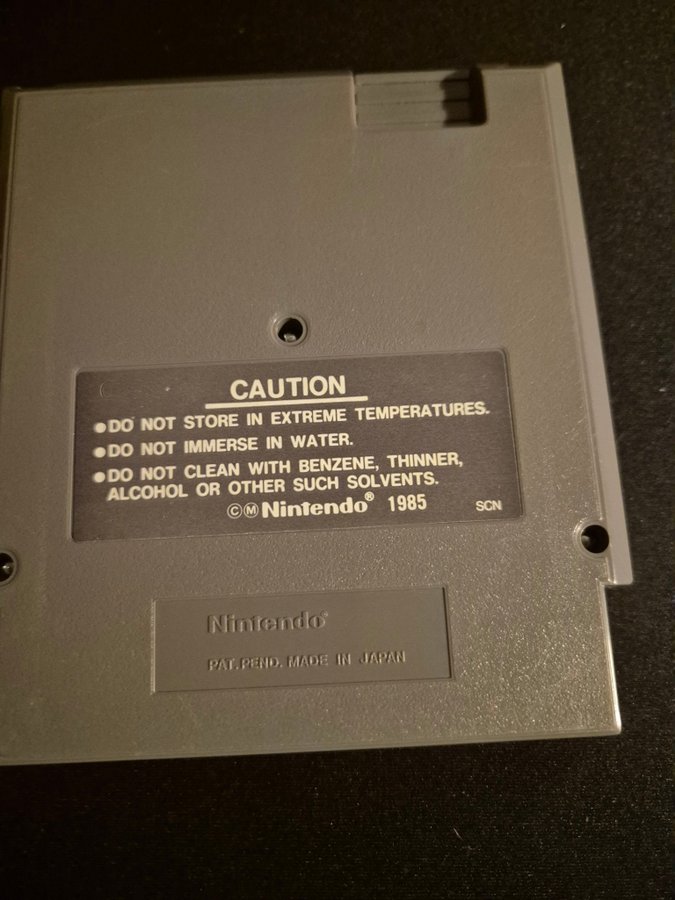 CAUTION
●DO NOT STORE IN EXTREME TEMPERATURES.
●DO NOT IMMERSE IN WATER.
●DO NOT CLEAN WITH BENZENE, THINNER,
ALCOHOL OR OTHER SUCH SOLVENTS.
©Ⓜ Nintendo® 1985 SCN
Nintendo®
PAT. PEND. MADE IN JAPAN